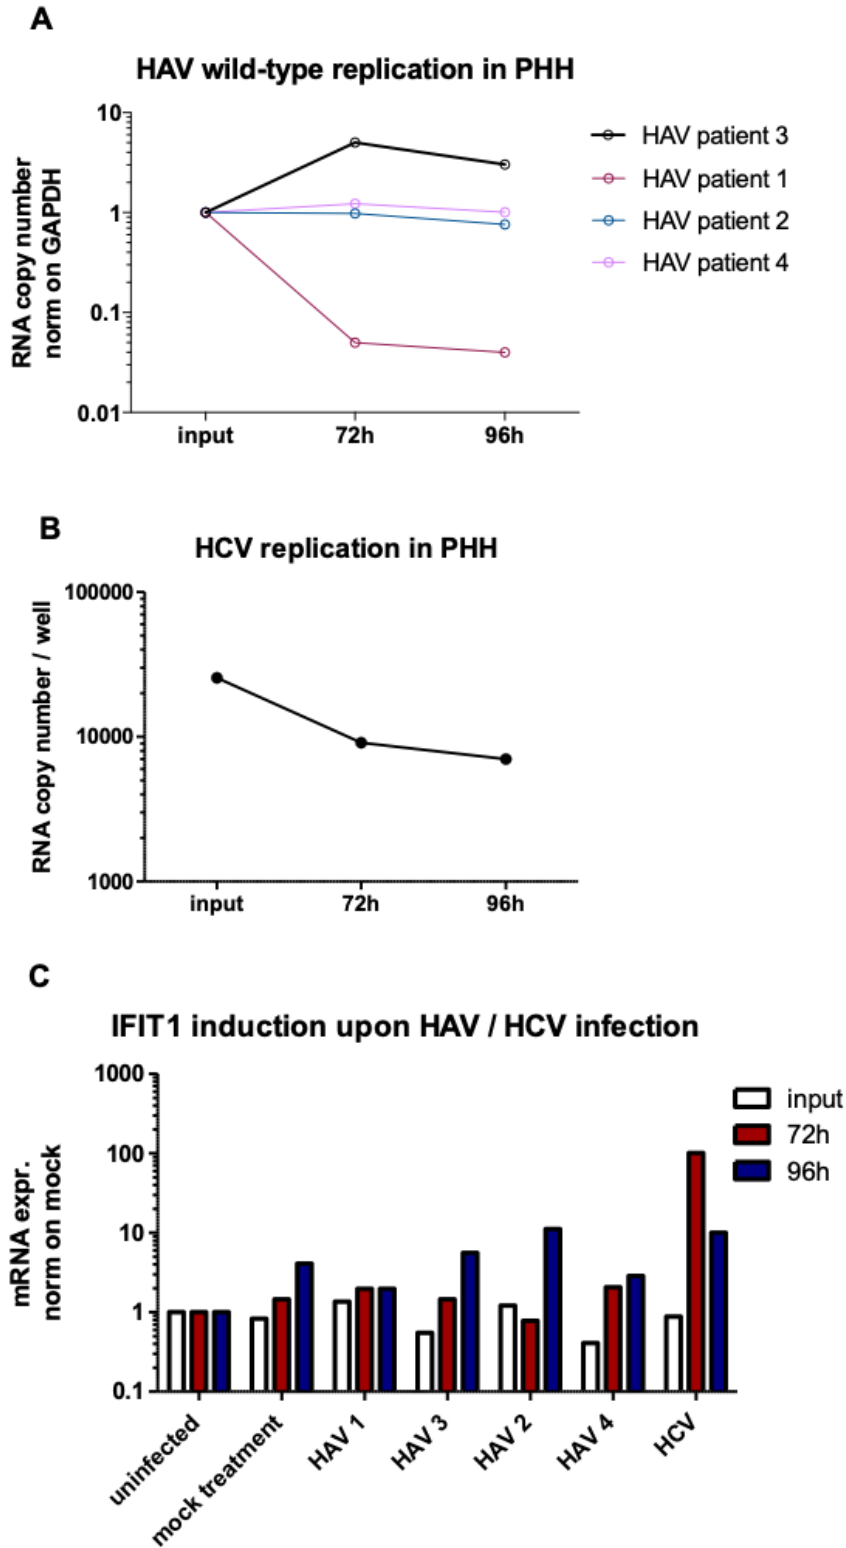 A
HAV wild-type replication in PHH
RNA copy number
norm on GAPDH
10
1
0.1
0.01
input
72h
96h
HAV patient 3
HAV patient 1
HAV patient 2
HAV patient 4
B
HCV replication in PHH
RNA copy number / well
100000
10000
1000
input
72h
96h
C
IFIT1 induction upon HAV / HCV infection
mRNA expr.
norm on mock
1000
100
10
1
0.1
input
72h
96h
uninfected
mock treatment
HAV 1
HAV 3
HAV 2
HAV 4
HCV